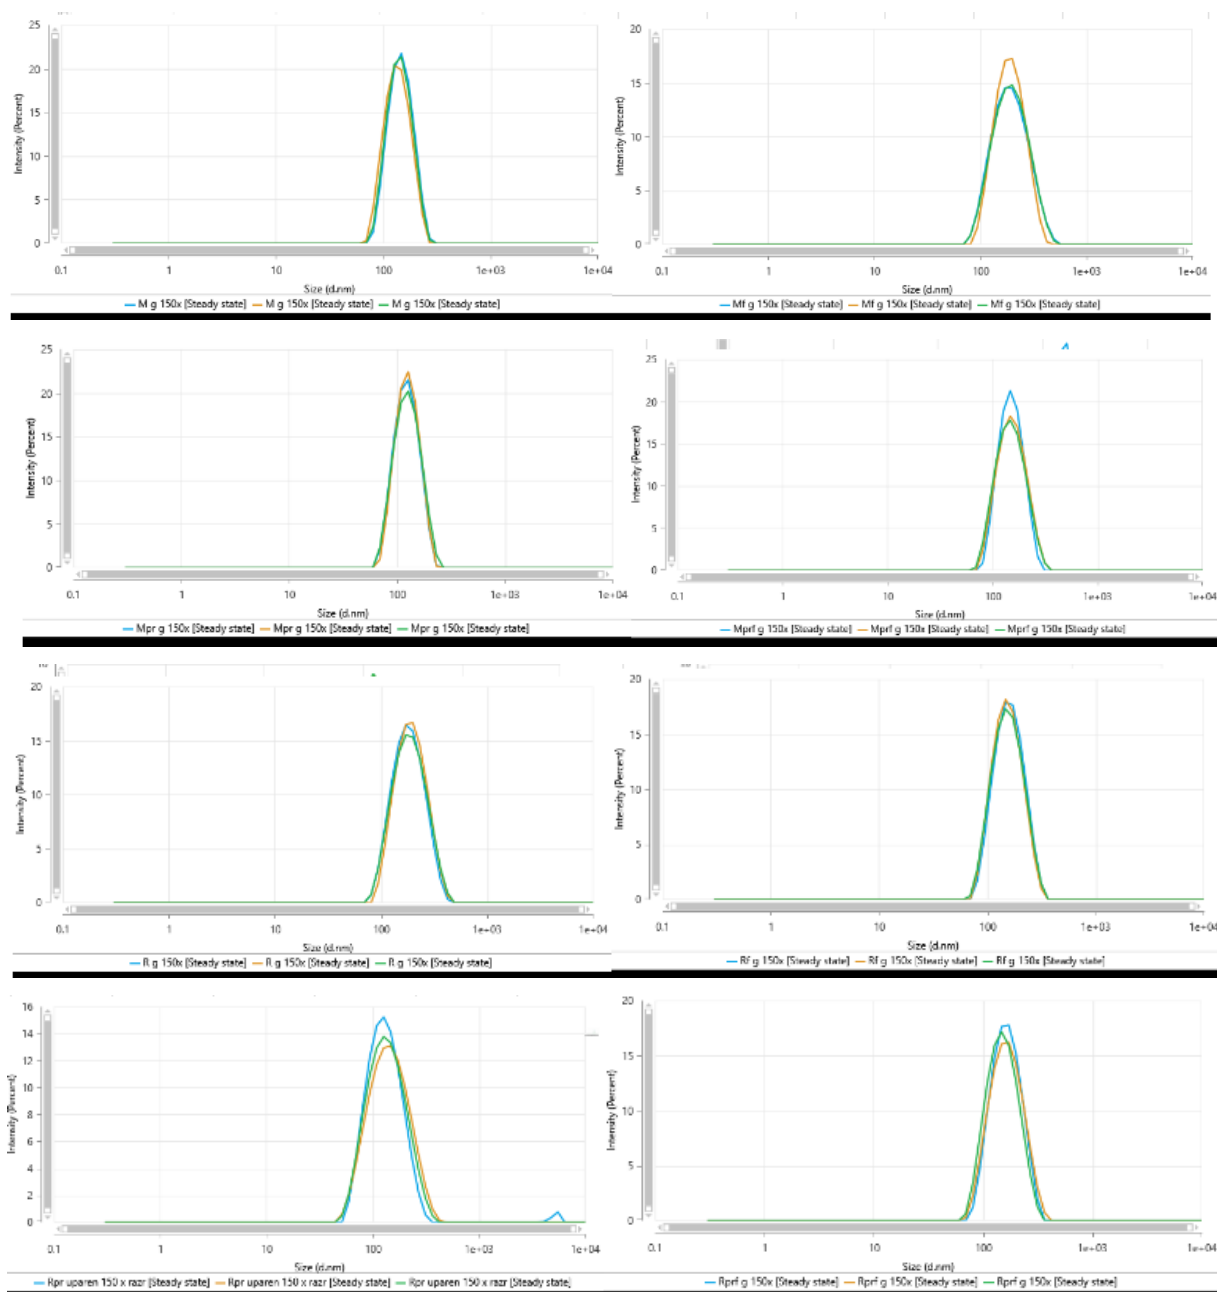 25
20
15
10
5
0
Intensity (Percent)
0.1 1 10 100 1e+03 1e+04
Size (d.nm)
M g 150x [Steady state] M g 150x [Steady state] M g 150x [Steady state]
20
15
10
5
0
Intensity (Percent)
0.1 1 10 100 1e+03 1e+04
Size (d.nm)
Mf g 150x [Steady state] Mf g 150x [Steady state] Mf g 150x [Steady state]
25
20
15
10
5
0
Intensity (Percent)
0.1 1 10 100 1e+03 1e+04
Size (d.nm)
Mpr g 150x [Steady state] Mpr g 150x [Steady state] Mpr g 150x [Steady state]
25
20
15
10
5
0
Intensity (Percent)
0.1 1 10 100 1e+03 1e+04
Size (d.nm)
Mprf g 150x [Steady state] Mprf g 150x [Steady state] Mprf g 150x [Steady state]
20
15
10
5
0
Intensity (Percent)
0.1 1 10 100 1e+03 1e+04
Size (d.nm)
R g 150x [Steady state] R g 150x [Steady state] R g 150x [Steady state]
20
15
10
5
0
Intensity (Percent)
0.1 1 10 100 1e+03 1e+04
Size (d.nm)
Rf g 150x [Steady state] Rf g 150x [Steady state] Rf g 150x [Steady state]
16
14
12
10
8
6
4
2
0
Intensity (Percent)
0.1 1 10 100 1e+03 1e+04
Size (d.nm)
Rpr uparen 150 x razr [Steady state] Rpr uparen 150 x razr [Steady state] Rpr uparen 150 x razr [Steady state]
20
15
10
5
0
Intensity (Percent)
0.1 1 10 100 1e+03 1e+04
Size (d.nm)
Rprf g 150x [Steady state] Rprf g 150x [Steady state] Rprf g 150x [Steady state]